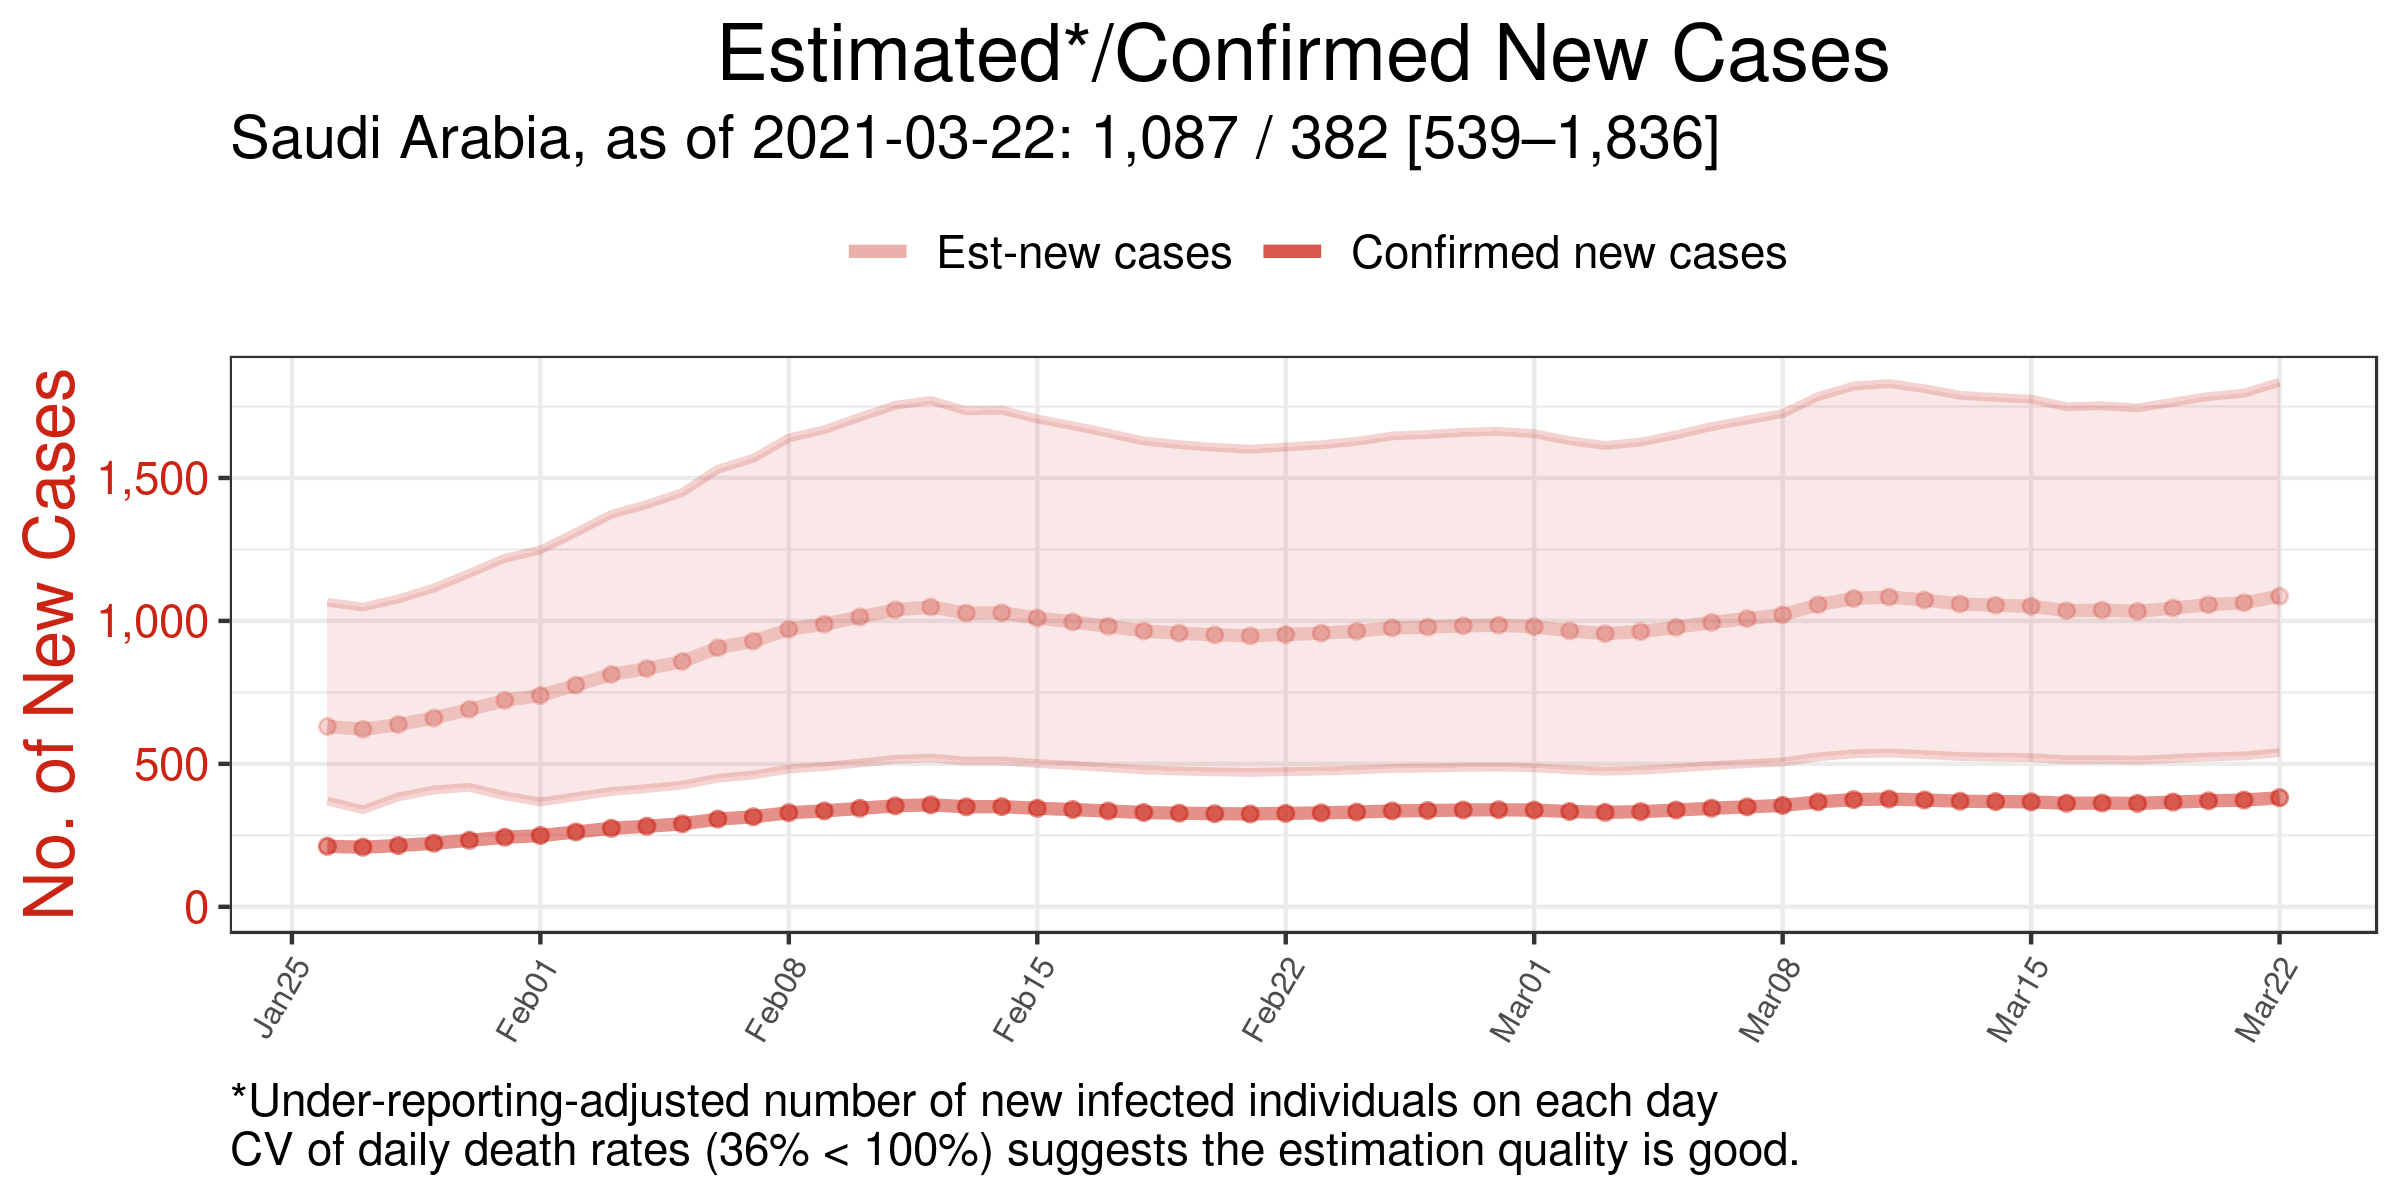 Estimated*/Confirmed New Cases
Saudi Arabia, as of 2021-03-22: 1,087 / 382 [539–1,836]
Est-new cases
Confirmed new cases
No. of New Cases
1,500
1,000
500
0
Jan25
Feb01
Feb08
Feb15
Feb22
Mar01
Mar08
Mar15
Mar22
*Under-reporting-adjusted number of new infected individuals on each day
CV of daily death rates (36% < 100%) suggests the estimation quality is good.